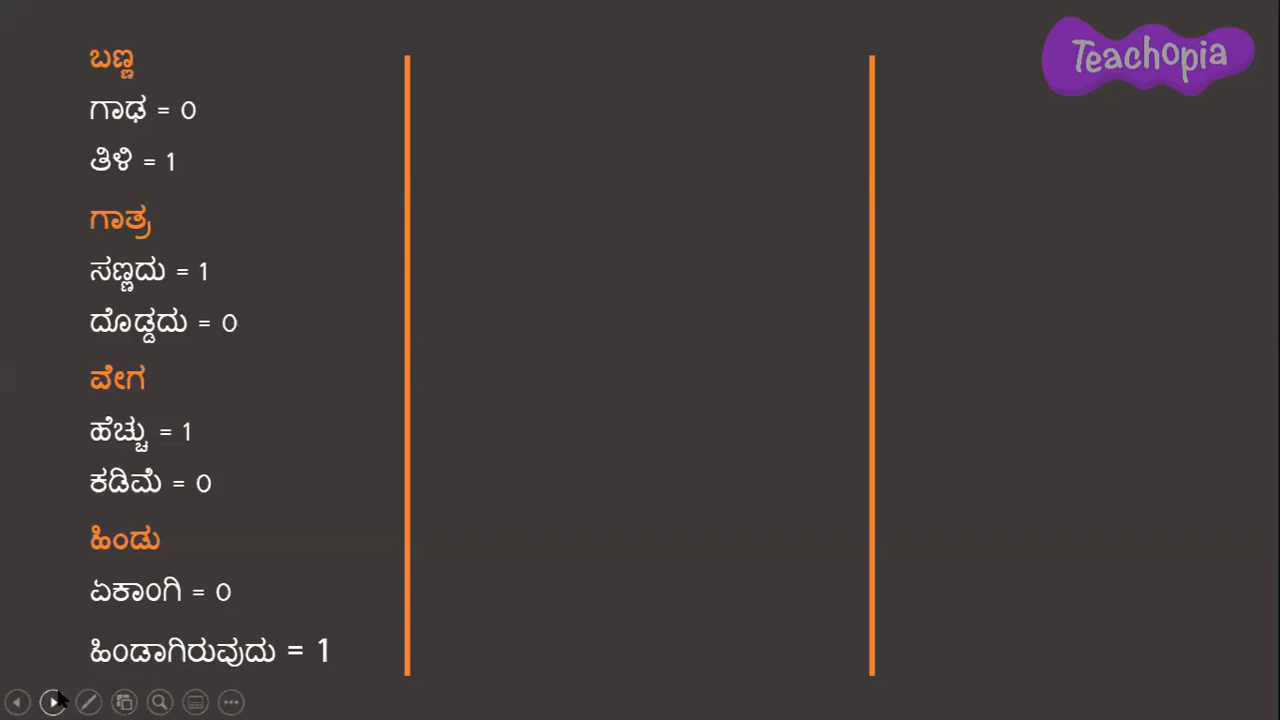 ಬಣ್ಣ
ಗಾಢ = 0
ತಿಳಿ = 1
ಗಾತ್ರ
ಸಣ್ಣದು = 1
ದೊಡ್ಡದು = 0
ವೇಗ
ಹೆಚ್ಚು = 1
ಕಡಿಮೆ = 0
ಹಿಂಡು
ಏಕಾಂಗಿ = 0
ಹಿಂಡಾಗಿರುವುದು = 1
Teachopia